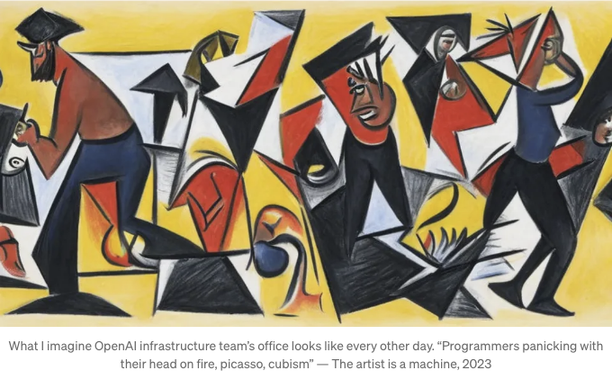 What I imagine OpenAI infrastructure team’s office looks like every other day. “Programmers panicking with
their head on fire, picasso, cubism” — The artist is a machine, 2023